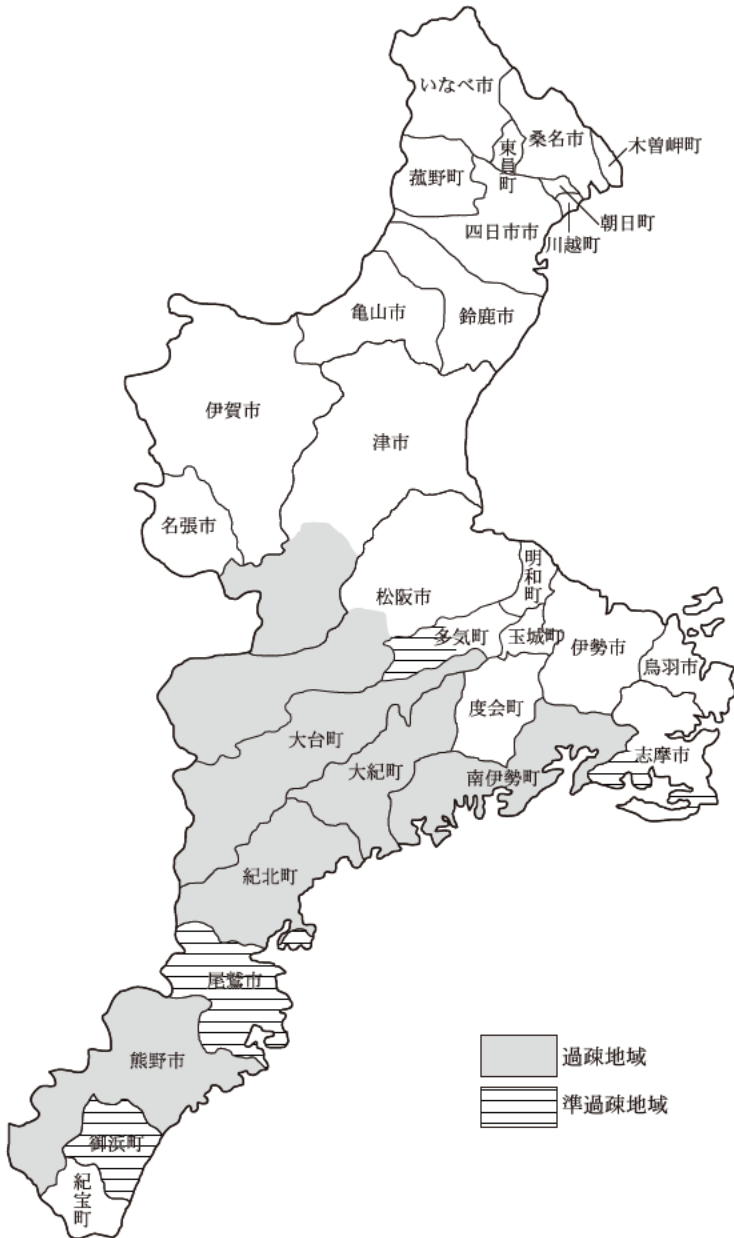 いなべ市
桑名市
東員町
木曽岬町
菰野町
朝日町
四日市市
川越町
亀山市
鈴鹿市
伊賀市
津市
名張市
明和町
松阪市
多気町
玉城町
伊勢市
鳥羽市
度会町
大台町
志摩市
大紀町
南伊勢町
紀北町
尾鷲市
熊野市
過疎地域
準過疎地域
御浜町
紀宝町